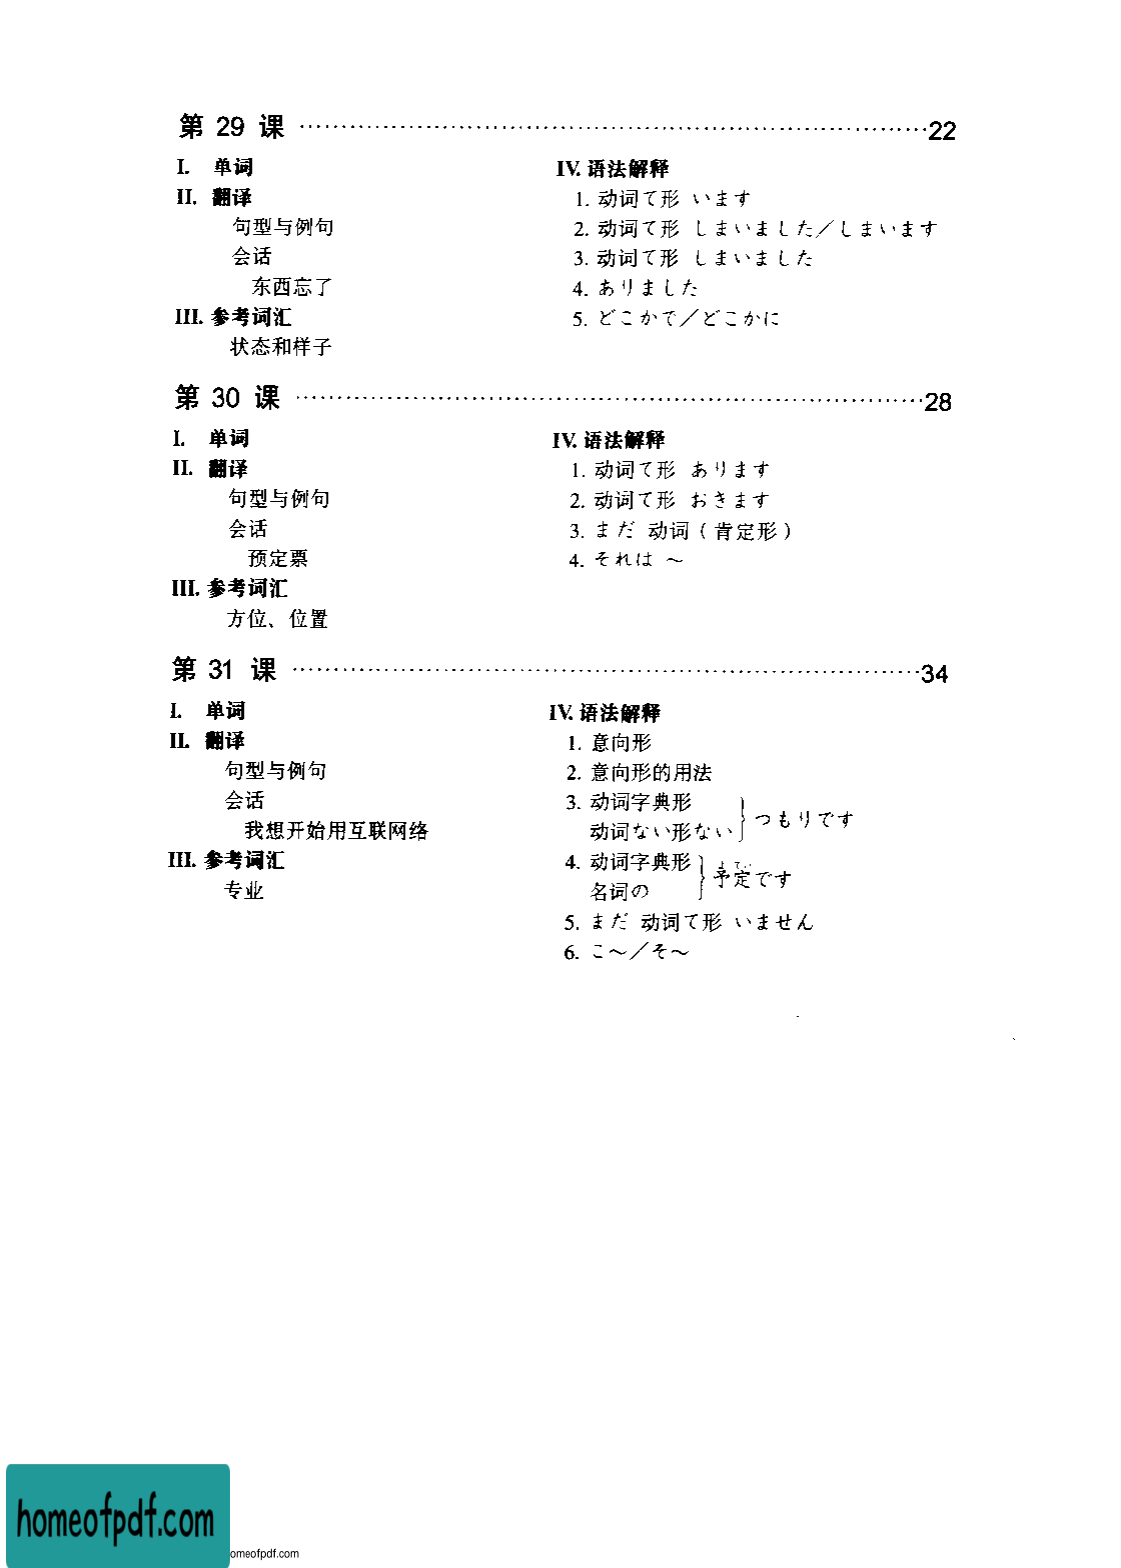 第 29 课 ……………………………………………………………… 22
I. 单词
II. 翻译
句型与例句
会话
东西忘了
III. 参考词汇
状态和样子
IV. 语法解释
1. 动词て形 います
2. 动词て形 しまいました／しまいます
3. 动词て形 しまいました
4. ありました
5. どこかで／どこかに
第 30 课 ……………………………………………………………… 28
I. 单词
II. 翻译
句型与例句
会话
预定票
III. 参考词汇
方位、位置
IV. 语法解释
1. 动词て形 あります
2. 动词て形 おきます
3. まだ 动词（肯定形）
4. それは ～
第 31 课 ……………………………………………………………… 34
I. 单词
II. 翻译
句型与例句
会话
我想开始用互联网络
III. 参考词汇
专业
IV. 语法解释
1. 意向形
2. 意向形的用法
3. 动词字典形
动词ない形ない } つもりです
4. 动词字典形
名词の } 予定です
よてい
5. まだ 动词て形 いません
6. こ～／そ～
homeofpdf.com
omeofpdf.com